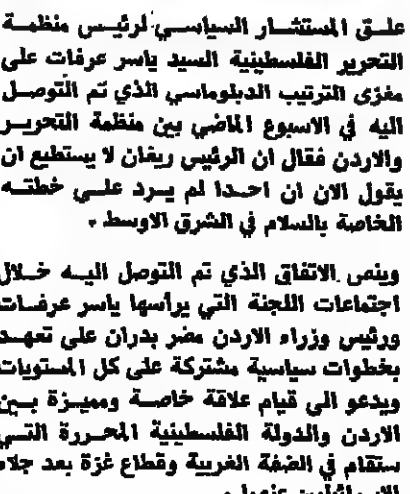 علق المستشار السياسي لرئيس منظمة
التحرير الفلسطينية السيد ياسر عرفات على
مغزى الترتيب الدبلوماسي الذي تم التوصل
اليه في الاسبوع الماضي بين منظمة التحرير
والاردن فقال ان الرئيس ريغان لا يستطيع ان
يقول الان ان احدا لم يرد على خطته
الخاصة بالسلام في الشرق الاوسط .
وينص الاتفاق الذي تم التوصل اليه خلال
اجتماعات اللجنة التي يرأسها ياسر عرفات
ورئيس وزراء الاردن مضر بدران على تعهد
بخطوات سياسية مشتركة على كل المستويات
ويدعو الى قيام علاقة خاصة ومميزة بين
الاردن والدولة الفلسطينية المحررة التي
ستقام في الضفة الغربية وقطاع غزة بعد جلاء